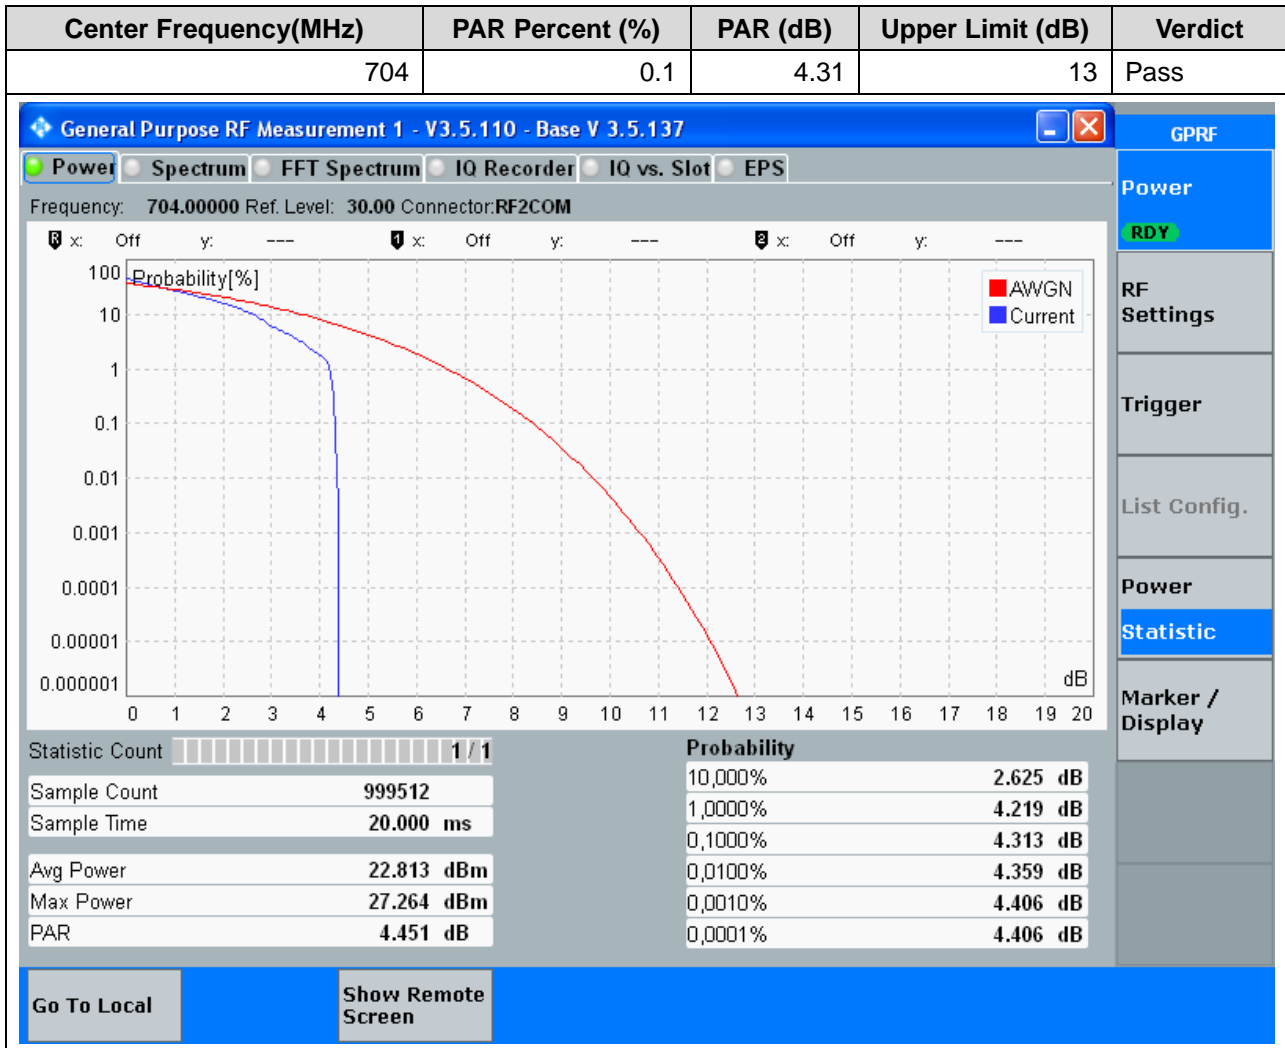 Center Frequency(MHz) PAR Percent (%) PAR (dB) Upper Limit (dB) Verdict
704 0.1 4.31 13 Pass
General Purpose RF Measurement 1 - V3.5.110 - Base V 3.5.137
GPRF
Power Spectrum FFT Spectrum IQ Recorder IQ vs. Slot EPS
Frequency: 704.00000 Ref. Level: 30.00 Connector:RF2COM
R x: Off y: --- 1 x: Off y: --- 2 x: Off y: ---
Probability[%]
100
10
1
0.1
0.01
0.001
0.0001
0.00001
0.000001
AWGN
Current
dB
0 1 2 3 4 5 6 7 8 9 10 11 12 13 14 15 16 17 18 19 20
Statistic Count 1 / 1
Sample Count 999512
Sample Time 20.000 ms
Avg Power 22.813 dBm
Max Power 27.264 dBm
PAR 4.451 dB
Probability
10,000% 2.625 dB
1,0000% 4.219 dB
0,1000% 4.313 dB
0,0100% 4.359 dB
0,0010% 4.406 dB
0,0001% 4.406 dB
Power
RDY
RF
Settings
Trigger
List Config.
Power
Statistic
Marker /
Display
Go To Local
Show Remote
Screen